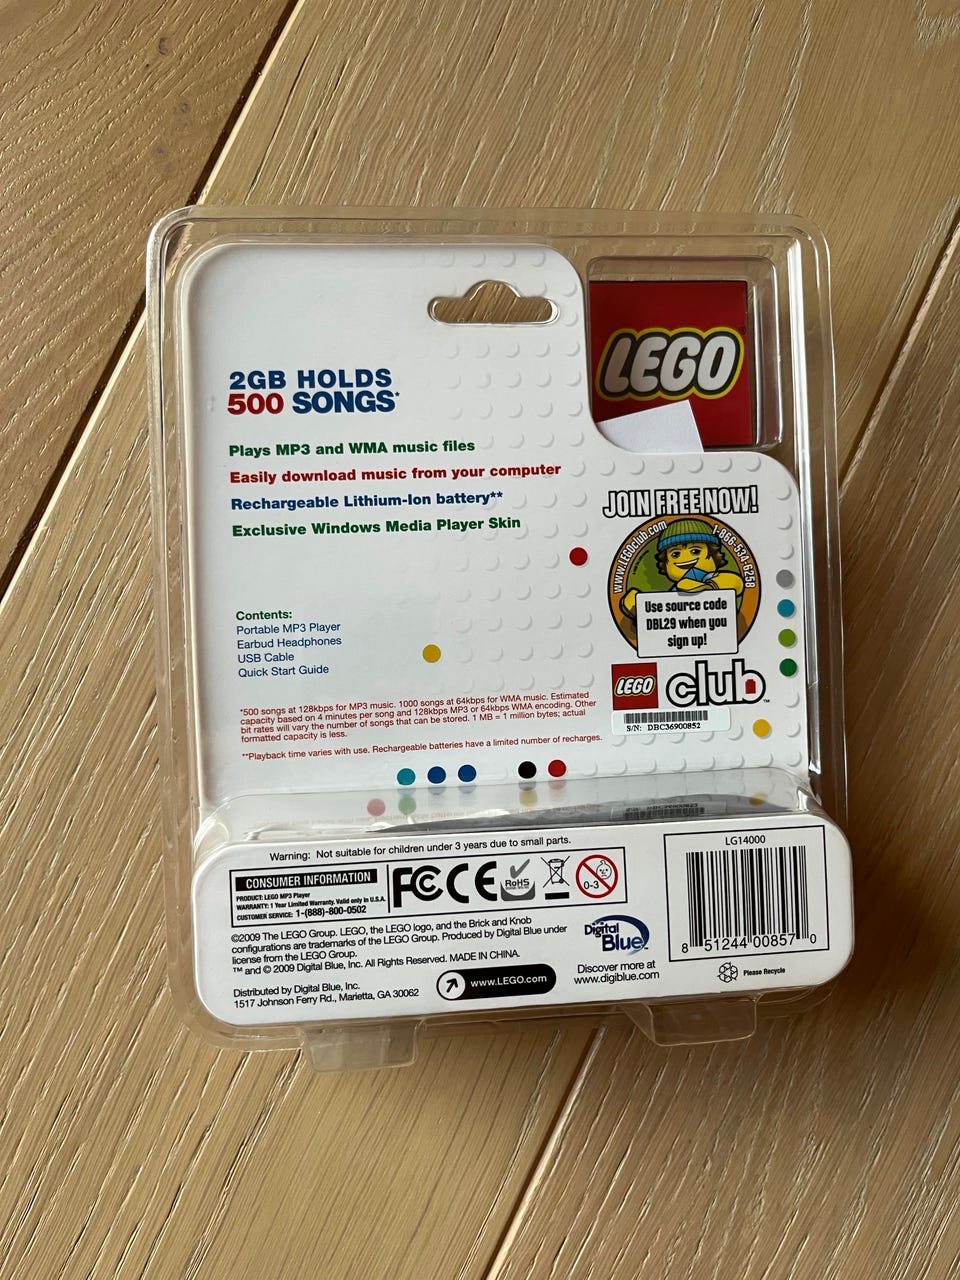 LEGO
2GB HOLDS
500 SONGS*
Plays MP3 and WMA music files
Easily download music from your computer
Rechargeable Lithium-Ion battery**
Exclusive Windows Media Player Skin
JOIN FREE NOW!
www.LEGOclub.com
1-866-534-6258
Use source code
DBL29 when you
sign up!
LEGO club™
S/N: DBC36900852
Contents:
Portable MP3 Player
Earbud Headphones
USB Cable
Quick Start Guide
*500 songs at 128kbps for MP3 music. 1000 songs at 64kbps for WMA music. Estimated
capacity based on 4 minutes per song and 128kbps MP3 or 64kbps WMA encoding. Other
bit rates will vary the number of songs that can be stored. 1 MB = 1 million bytes; actual
formatted capacity is less.
**Playback time varies with use. Rechargeable batteries have a limited number of recharges.
Warning: Not suitable for children under 3 years due to small parts.
CONSUMER INFORMATION
PRODUCT: LEGO MP3 Player
WARRANTY: 1 Year Limited Warranty. Valid only in U.S.A.
CUSTOMER SERVICE: 1-(888)-800-0502
FC CE RoHS 0-3
©2009 The LEGO Group. LEGO, the LEGO logo, and the Brick and Knob
configurations are trademarks of the LEGO Group. Produced by Digital Blue under
license from the LEGO Group.
™ and © 2009 Digital Blue, Inc. All Rights Reserved. MADE IN CHINA.
Distributed by Digital Blue, Inc.
1517 Johnson Ferry Rd., Marietta, GA 30062
www.LEGO.com
Digital
Blue™
Discover more at
www.digiblue.com
LG14000
8 51244 00857 0
Please Recycle